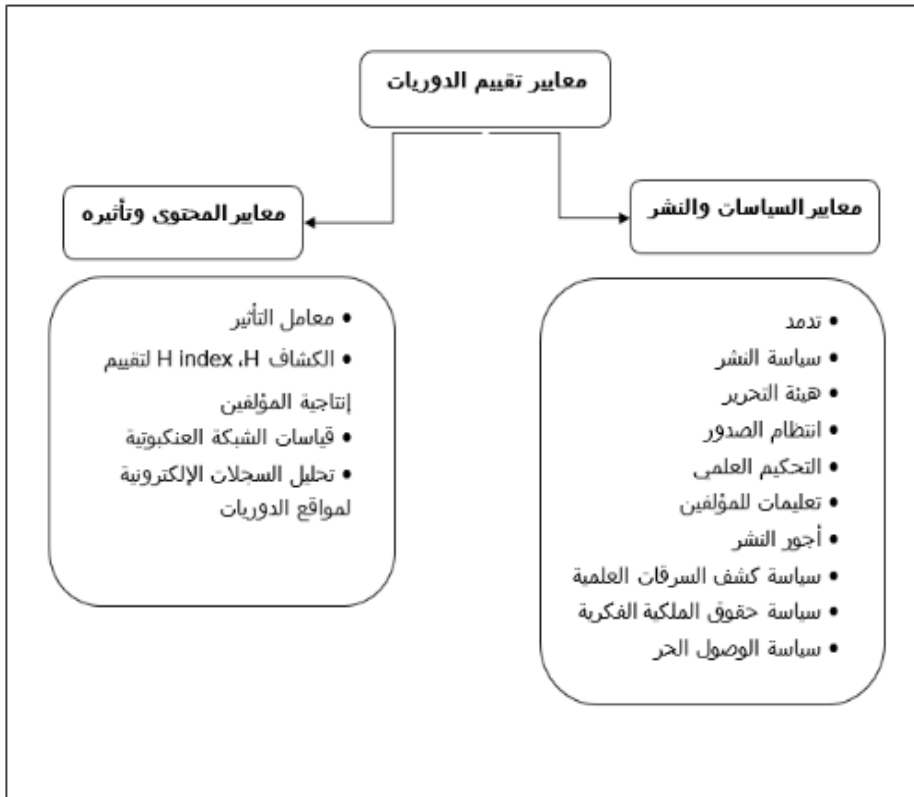 معايير تقييم الدوريات
معايير السياسات والنشر
• تدمد
• سياسة النشر
• هيئة التحرير
• انتظام الصدور
• التحكيم العلمي
• تعليمات للمؤلفين
• أجور النشر
• سياسة كشف السرقات العلمية
• سياسة حقوق الملكية الفكرية
• سياسة الوصول الحر
معايير المحتوى وتأثيره
• معامل التأثير
• الكشاف H index ،H لتقييم
إنتاجية المؤلفين
• قياسات الشبكة العنكبوتية
• تحليل السجلات الإلكترونية
لمواقع الدوريات